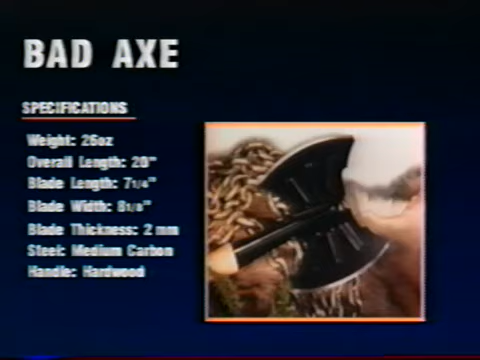 BAD AXE
SPECIFICATIONS
Weight: 26oz
Overall Length: 20"
Blade Length: 7 1/4"
Blade Width: 8 1/8"
Blade Thickness: 2 mm
Steel: Medium Carbon
Handle: Hardwood